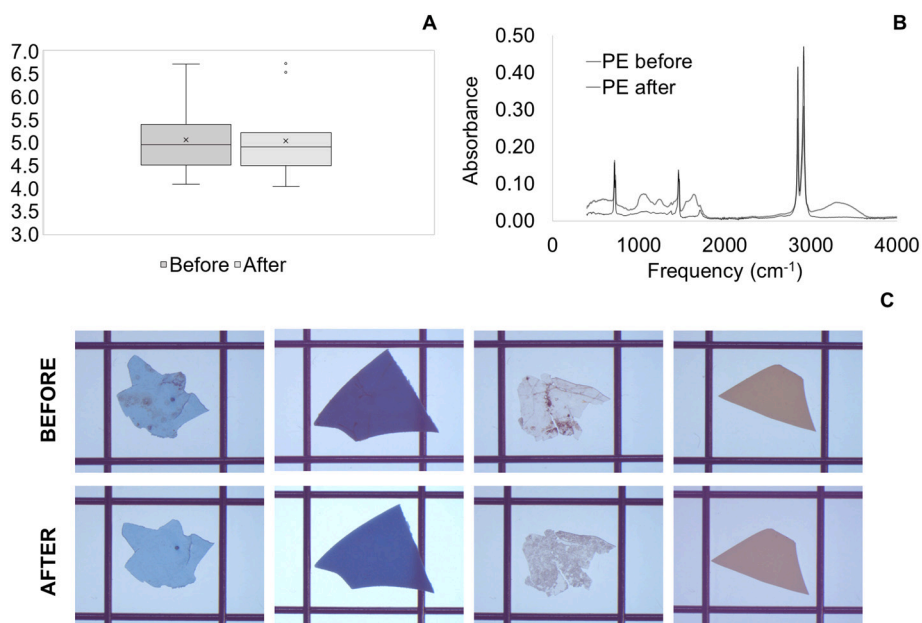 A
7.0
6.5
6.0
5.5
5.0
4.5
4.0
3.5
3.0
Before After
B
0.50
0.40
0.30
0.20
0.10
0.00
Absorbance
PE before
PE after
0 1000 2000 3000 4000
Frequency (cm⁻¹)
C
BEFORE
AFTER